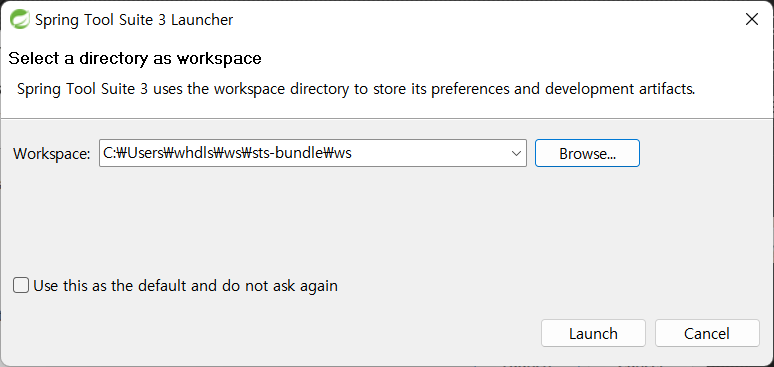 Spring Tool Suite 3 Launcher
Select a directory as workspace
Spring Tool Suite 3 uses the workspace directory to store its preferences and development artifacts.
Workspace: C:₩Users₩whdls₩ws₩sts-bundle₩ws Browse...
Use this as the default and do not ask again
Launch Cancel